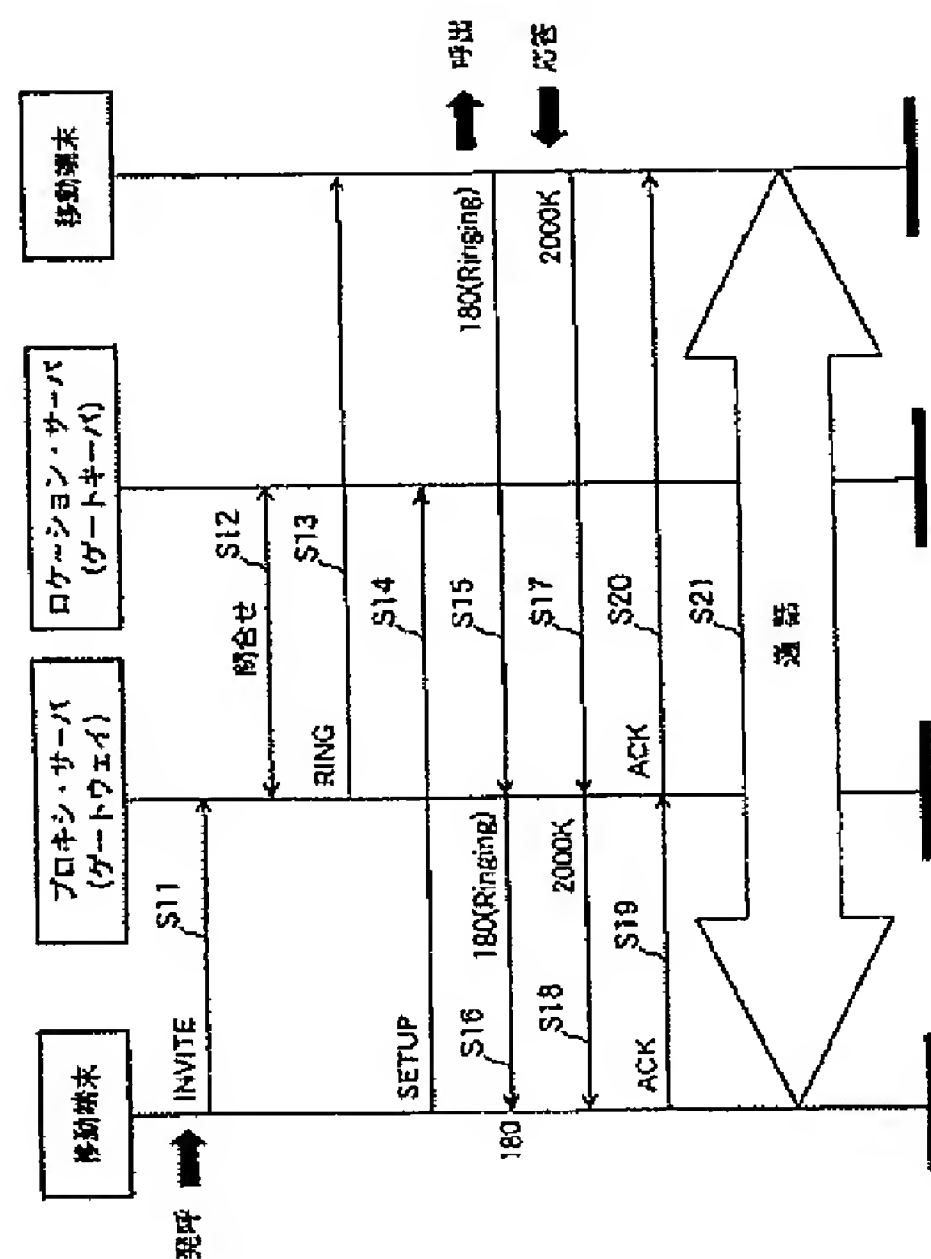 移動端末
プロキシ・サーバ
(ゲートウェイ)
ロケーション・サーバ
(ゲートキーパ)
移動端末
発呼
INVITE
S11
問合せ
S12
RING
S13
SETUP
S14
呼出
180(Ringing)
S15
180(Ringing)
S16
180
応答
2000K
S17
2000K
S18
ACK
S19
ACK
S20
S21
通話